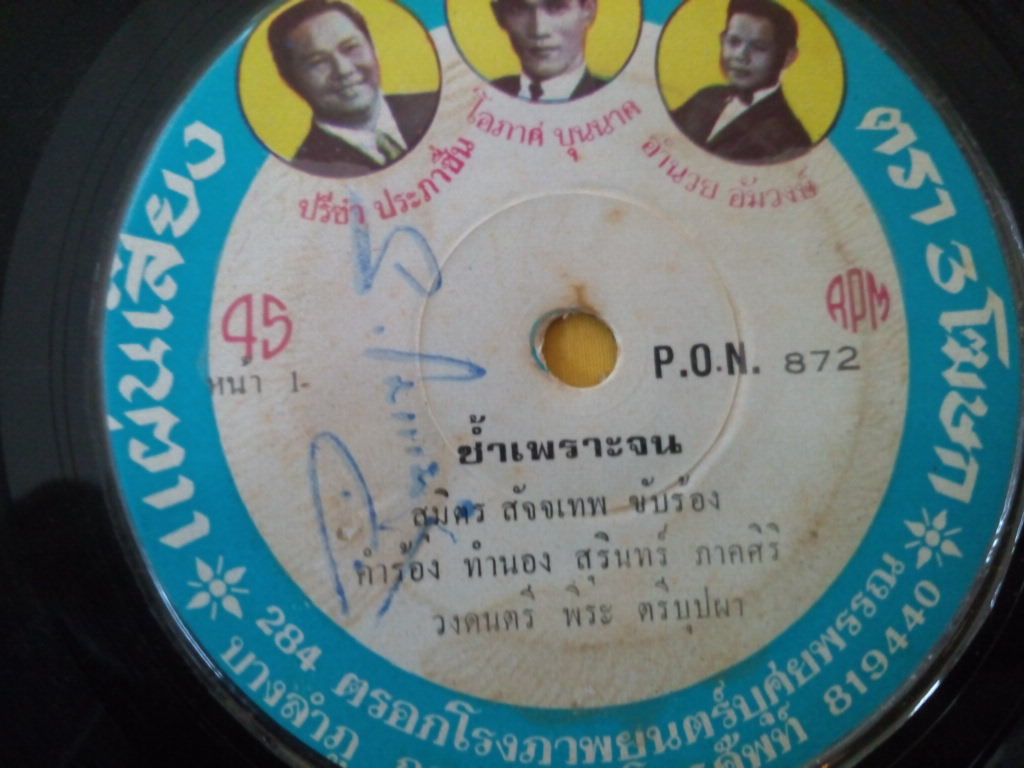 แผ่นเสียง
ตรา 3 โฆษก
ปรีชา ประภาชื่น
โอภาศ บุนนาค
อำนวย อัมวงษ์
45
APM
หน้า 1-
P.O.N. 872
ช้ำเพราะจน
สุมิตร สัจจเทพ ขับร้อง
คำร้อง ทำนอง สุรินทร์ ภาคศิริ
วงดนตรี พีระ ตรีบุปผา
284 ตรอกโรงภาพยนตร์บุศยพรรณ
บางลำภู
819440